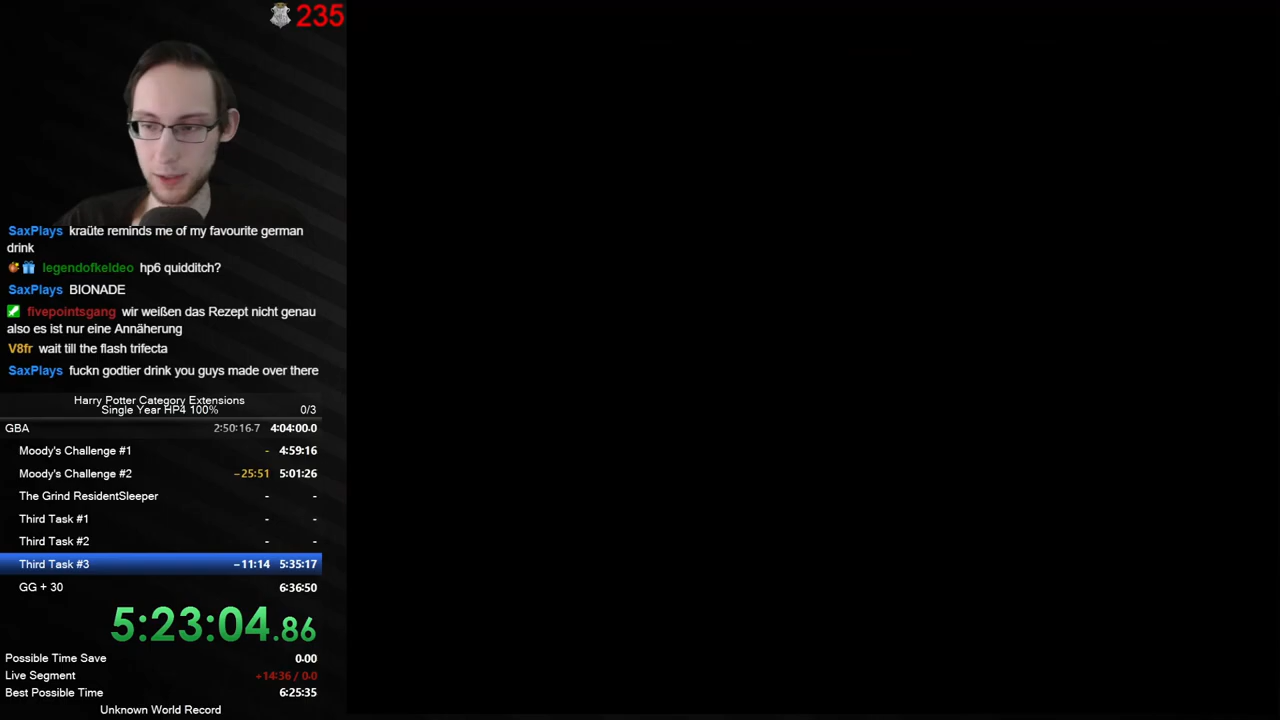 235
SaxPlays kraüte reminds me of my favourite german
drink
legendofkeldeo hp6 quidditch?
SaxPlays BIONADE
fivepointsgang wir weißen das Rezept nicht genau
also es ist nur eine Annäherung
V8fr wait till the flash trifecta
SaxPlays fuckn godtier drink you guys made over there
Harry Potter Category Extensions
Single Year HP4 100% 0/3
GBA 2:50:16.7 4:04:00.0
Moody's Challenge #1 - 4:59:16
Moody's Challenge #2 −25:51 5:01:26
The Grind ResidentSleeper - -
Third Task #1 - -
Third Task #2 - -
Third Task #3 −11:14 5:35:17
GG + 30 6:36:50
5:23:04.86
Possible Time Save 0.00
Live Segment +14:36 / 0.0
Best Possible Time 6:25:35
Unknown World Record